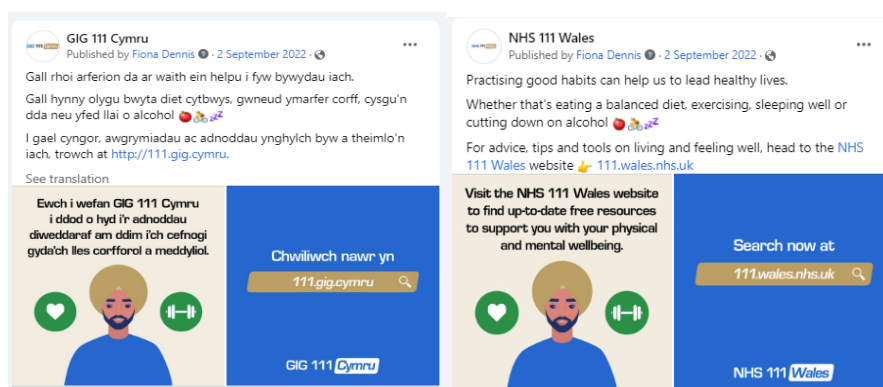 GIG 111 Cymru
Published by Fiona Dennis · 2 September 2022 ·
Gall rhoi arferion da ar waith ein helpu i fyw bywydau iach.
Gall hynny olygu bwyta diet cytbwys, gwneud ymarfer corff, cysgu'n
dda neu yfed llai o alcohol 🍎🚴💤
I gael cyngor, awgrymiadau ac adnoddau ynghylch byw a theimlo'n
iach, trowch at http://111.gig.cymru.
See translation
Ewch i wefan GIG 111 Cymru
i ddod o hyd i'r adnoddau
diweddaraf am ddim i'ch cefnogi
gyda'ch lles corfforol a meddyliol.
Chwiliwch nawr yn
111.gig.cymru
GIG 111 Cymru
NHS 111 Wales
Published by Fiona Dennis · 2 September 2022 ·
Practising good habits can help us to lead healthy lives.
Whether that's eating a balanced diet, exercising, sleeping well or
cutting down on alcohol 🍎🚴💤
For advice, tips and tools on living and feeling well, head to the NHS
111 Wales website 👉 111.wales.nhs.uk
Visit the NHS 111 Wales website
to find up-to-date free resources
to support you with your physical
and mental wellbeing.
Search now at
111.wales.nhs.uk
NHS 111 Wales